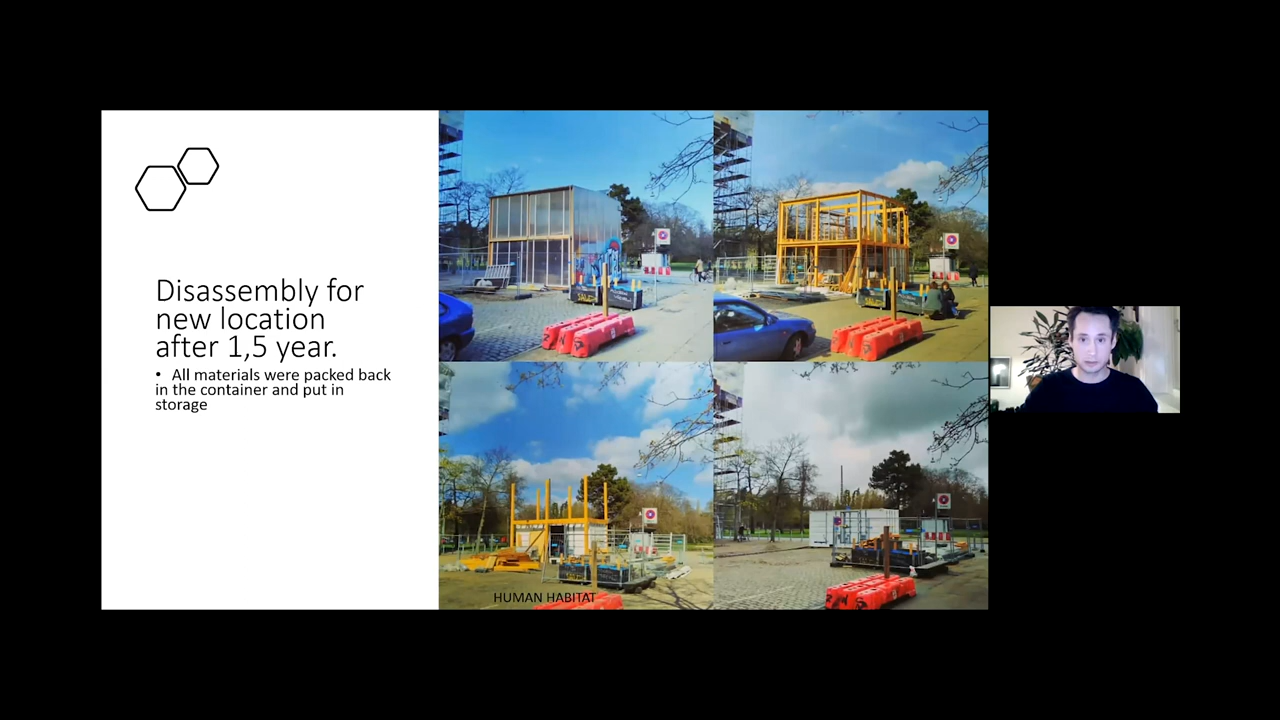 Disassembly for
new location
after 1,5 year.
• All materials were packed back
in the container and put in
storage
HUMAN HABITAT